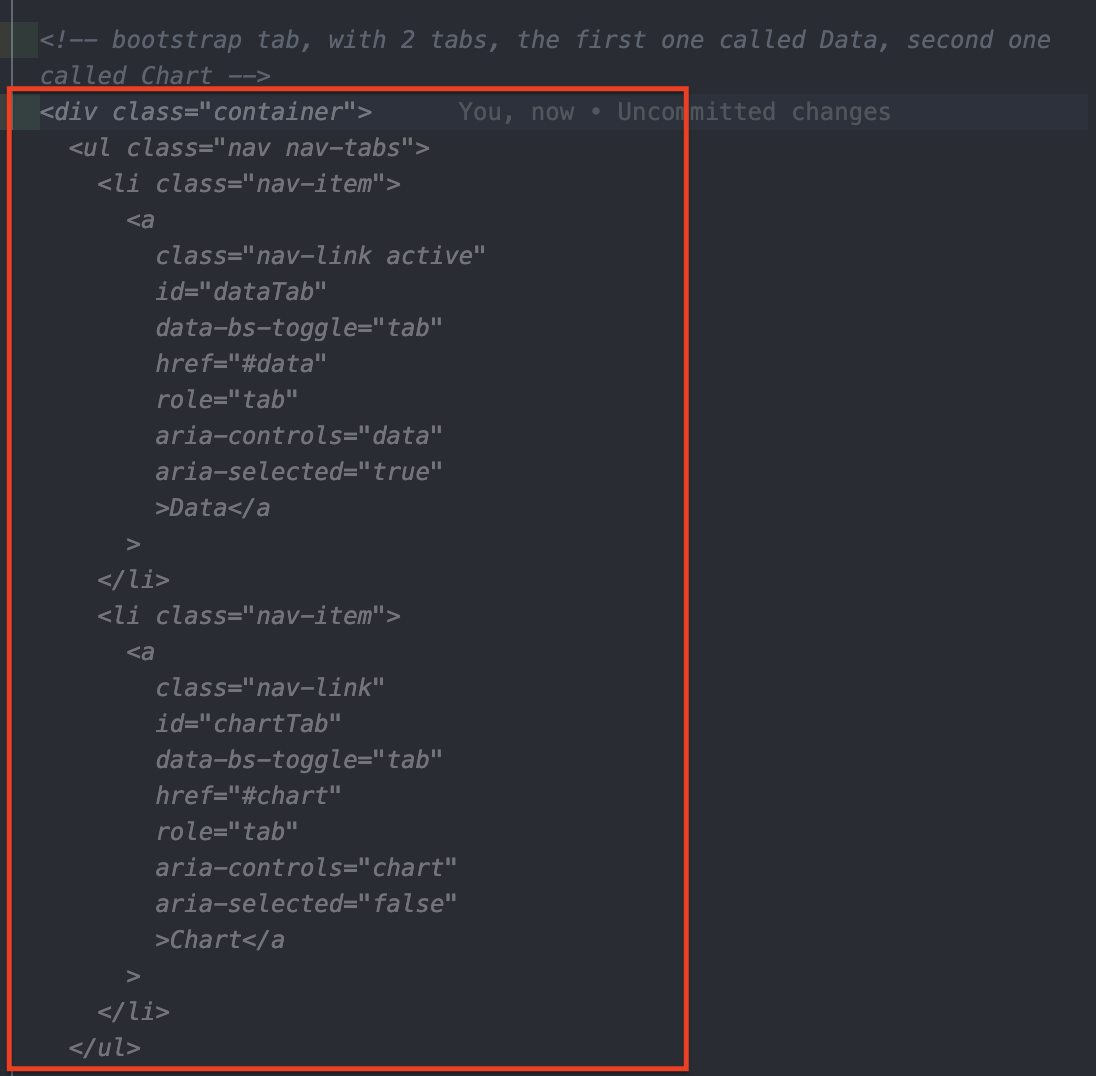 <!-- bootstrap tab, with 2 tabs, the first one called Data, second one
called Chart -->
<div class="container"> You, now • Uncommitted changes
<ul class="nav nav-tabs">
<li class="nav-item">
<a
class="nav-link active"
id="dataTab"
data-bs-toggle="tab"
href="#data"
role="tab"
aria-controls="data"
aria-selected="true"
>Data</a
>
</li>
<li class="nav-item">
<a
class="nav-link"
id="chartTab"
data-bs-toggle="tab"
href="#chart"
role="tab"
aria-controls="chart"
aria-selected="false"
>Chart</a
>
</li>
</ul>